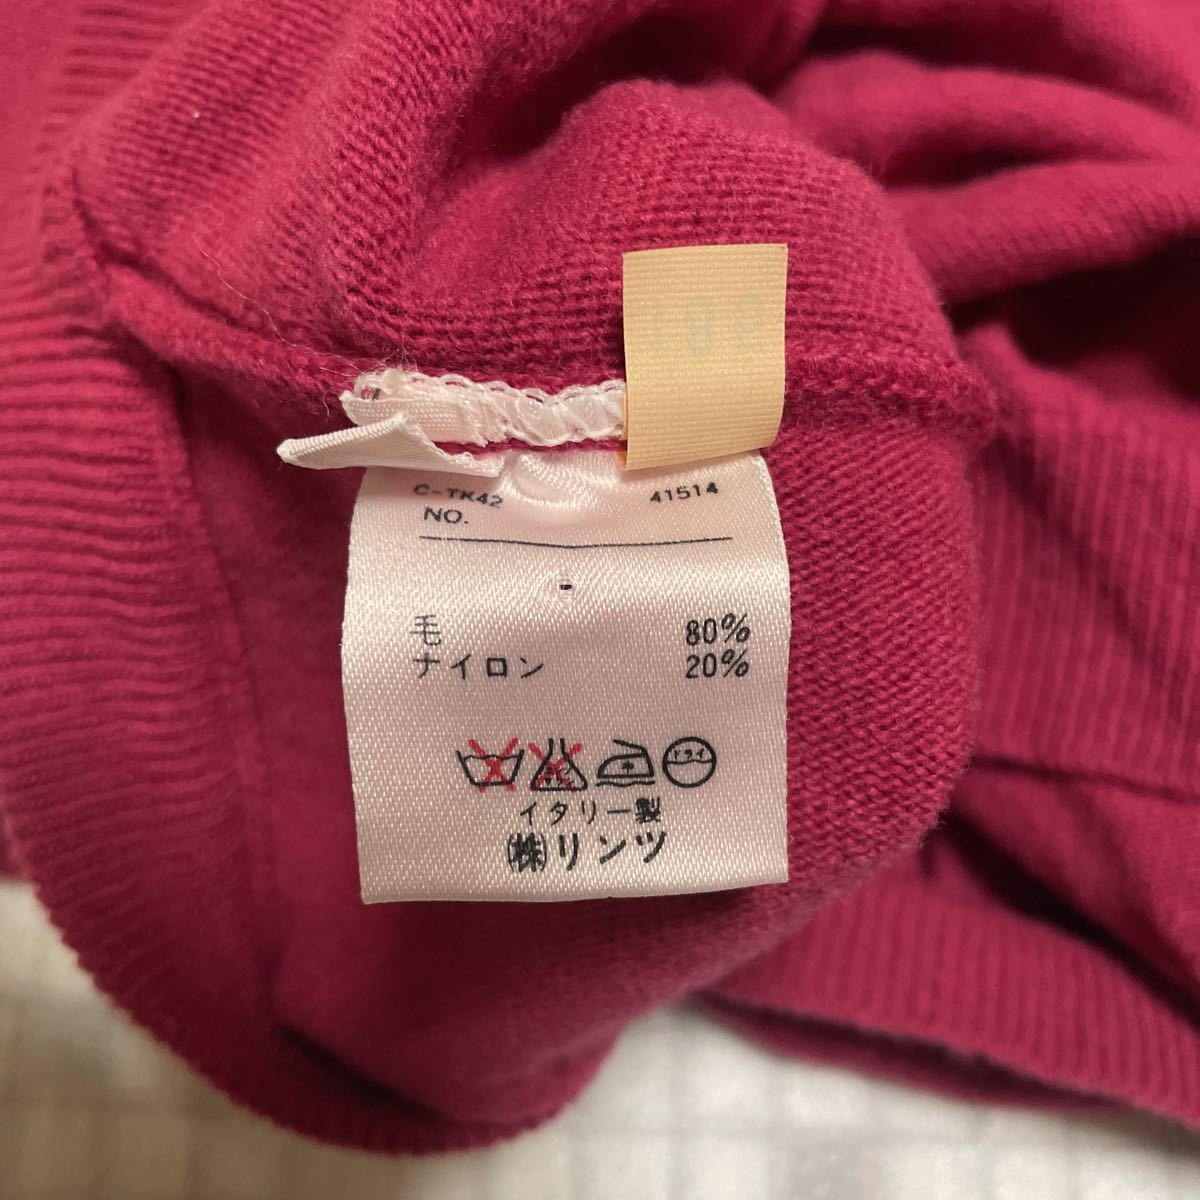 C-TK42 41514
NO.
-
毛 80%
ナイロン 20%
ドライ
イタリー製
㈱リンツ